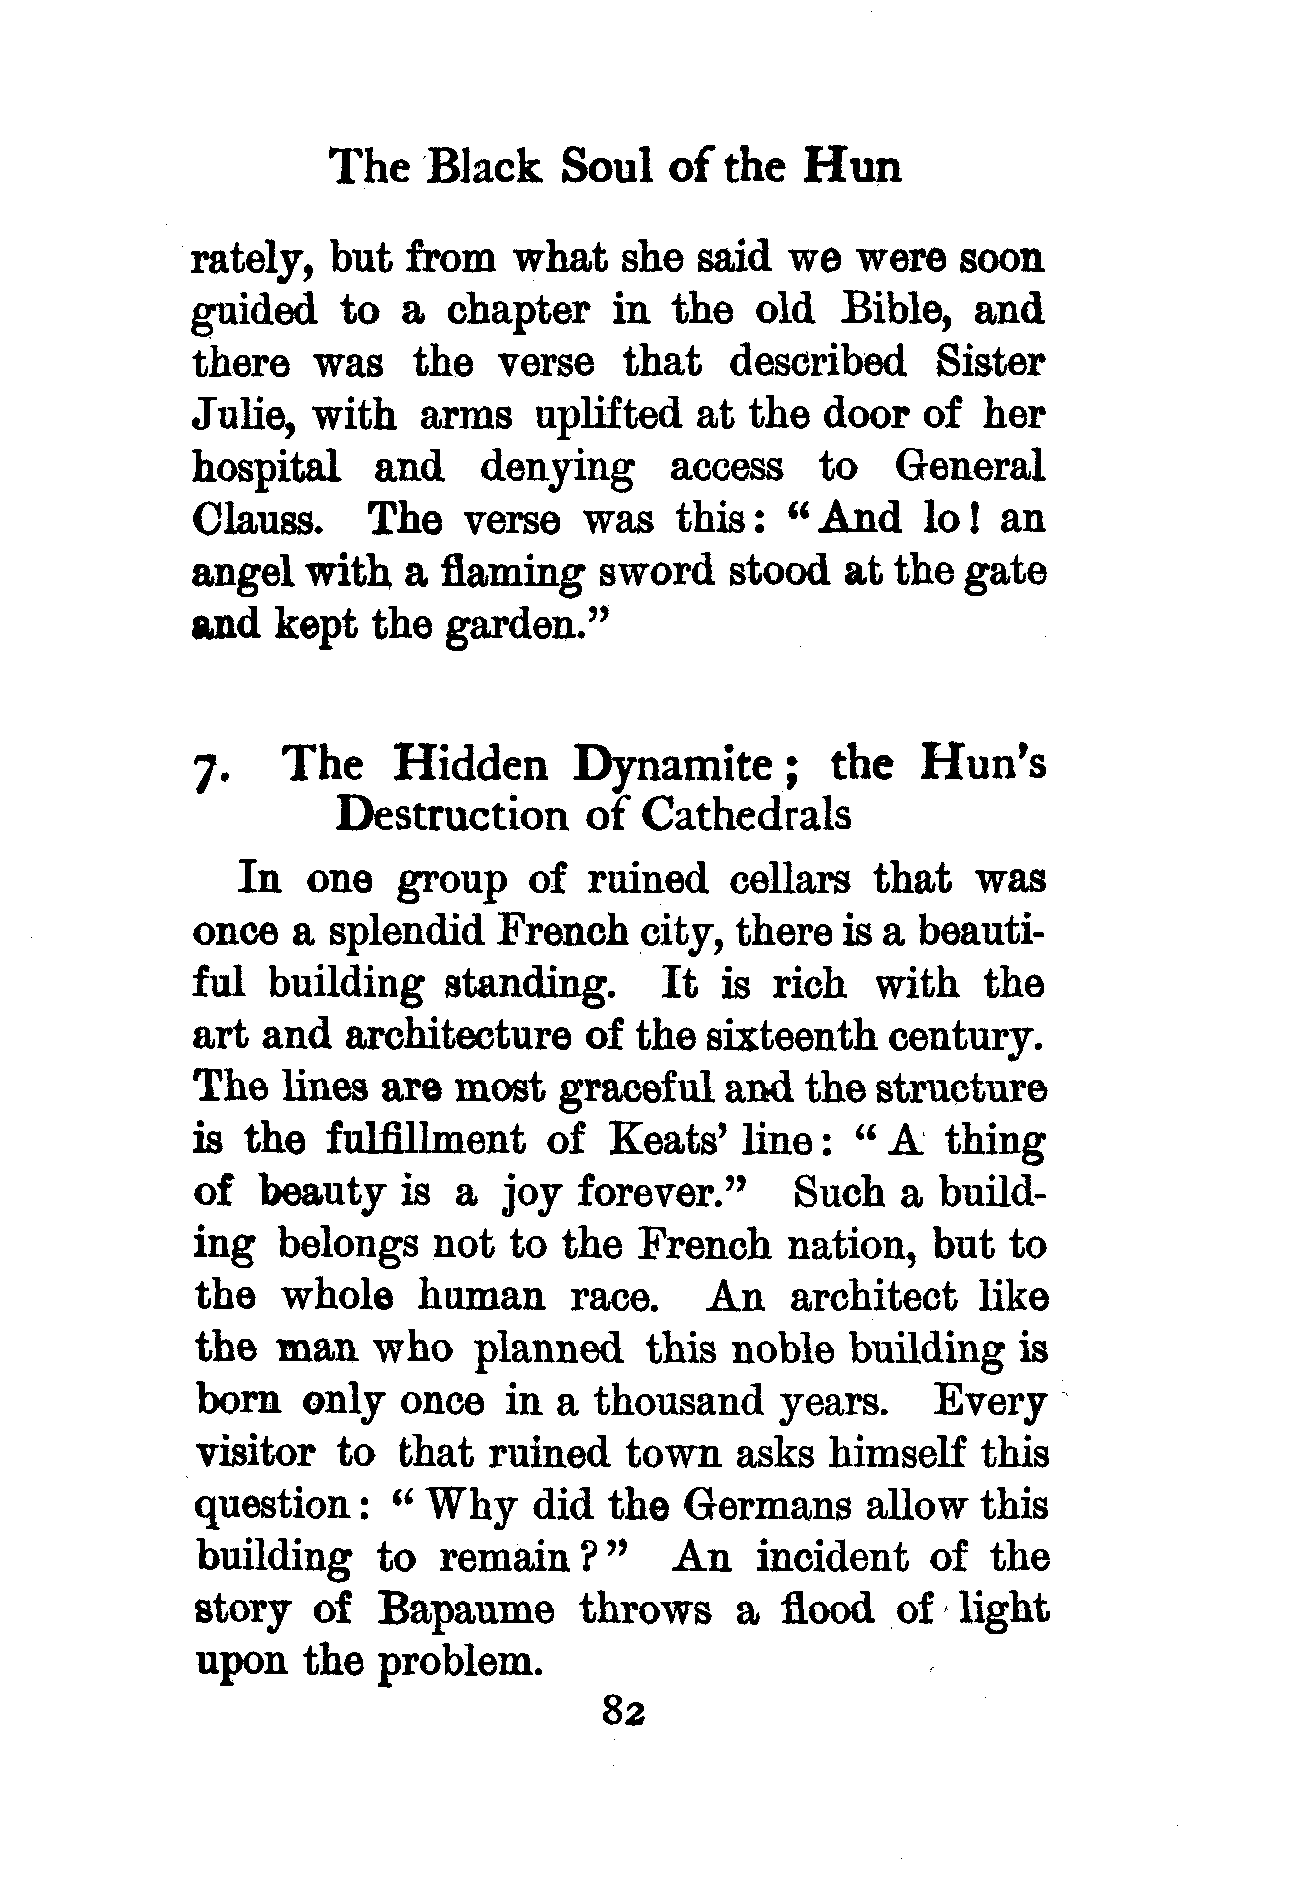 The Black Soul of the Hun
rately, but from what she said we were soon
guided to a chapter in the old Bible, and
there was the verse that described Sister
Julie, with arms uplifted at the door of her
hospital and denying access to General
Clauss. The verse was this: “And lo! an
angel with a flaming sword stood at the gate
and kept the garden.”
7. The Hidden Dynamite; the Hun's
Destruction of Cathedrals
In one group of ruined cellars that was
once a splendid French city, there is a beauti-
ful building standing. It is rich with the
art and architecture of the sixteenth century.
The lines are most graceful and the structure
is the fulfillment of Keats’ line: “A thing
of beauty is a joy forever.” Such a build-
ing belongs not to the French nation, but to
the whole human race. An architect like
the man who planned this noble building is
born only once in a thousand years. Every
visitor to that ruined town asks himself this
question: “Why did the Germans allow this
building to remain?” An incident of the
story of Bapaume throws a flood of light
upon the problem.
82